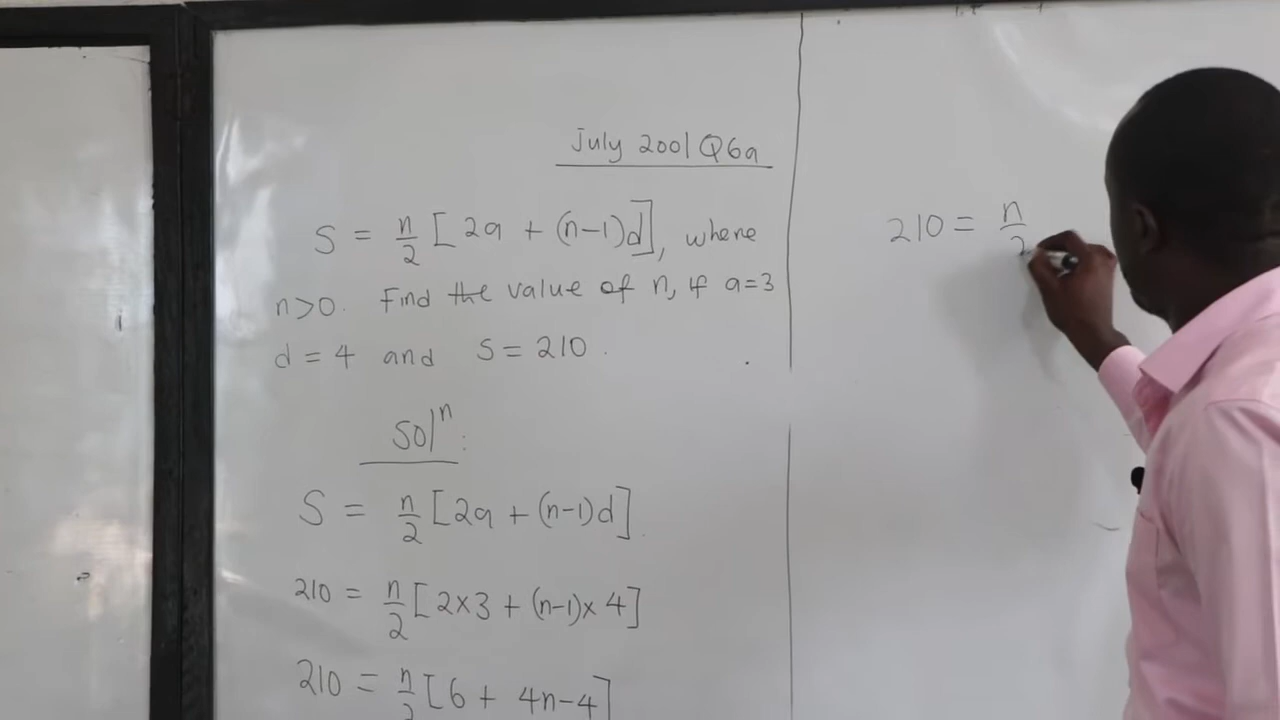 July 2001 Q6a
S = n/2 [2a + (n-1)d], where
n>0. Find the value of n, if a=3
d = 4 and S = 210.
Solⁿ:
S = n/2 [2a + (n-1)d]
210 = n/2 [2×3 + (n-1)×4]
210 = n/2 [6 + 4n-4]
210 = n/2